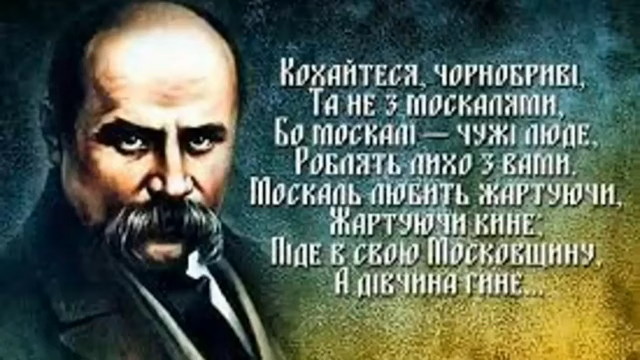 Кохайтеся, чорнобриві,
Та не з москалями,
Бо москалі — чужі люде,
Роблять лихо з вами.
Москаль любить жартуючи,
Жартуючи кине;
Піде в свою Московщину,
А дівчина гине...